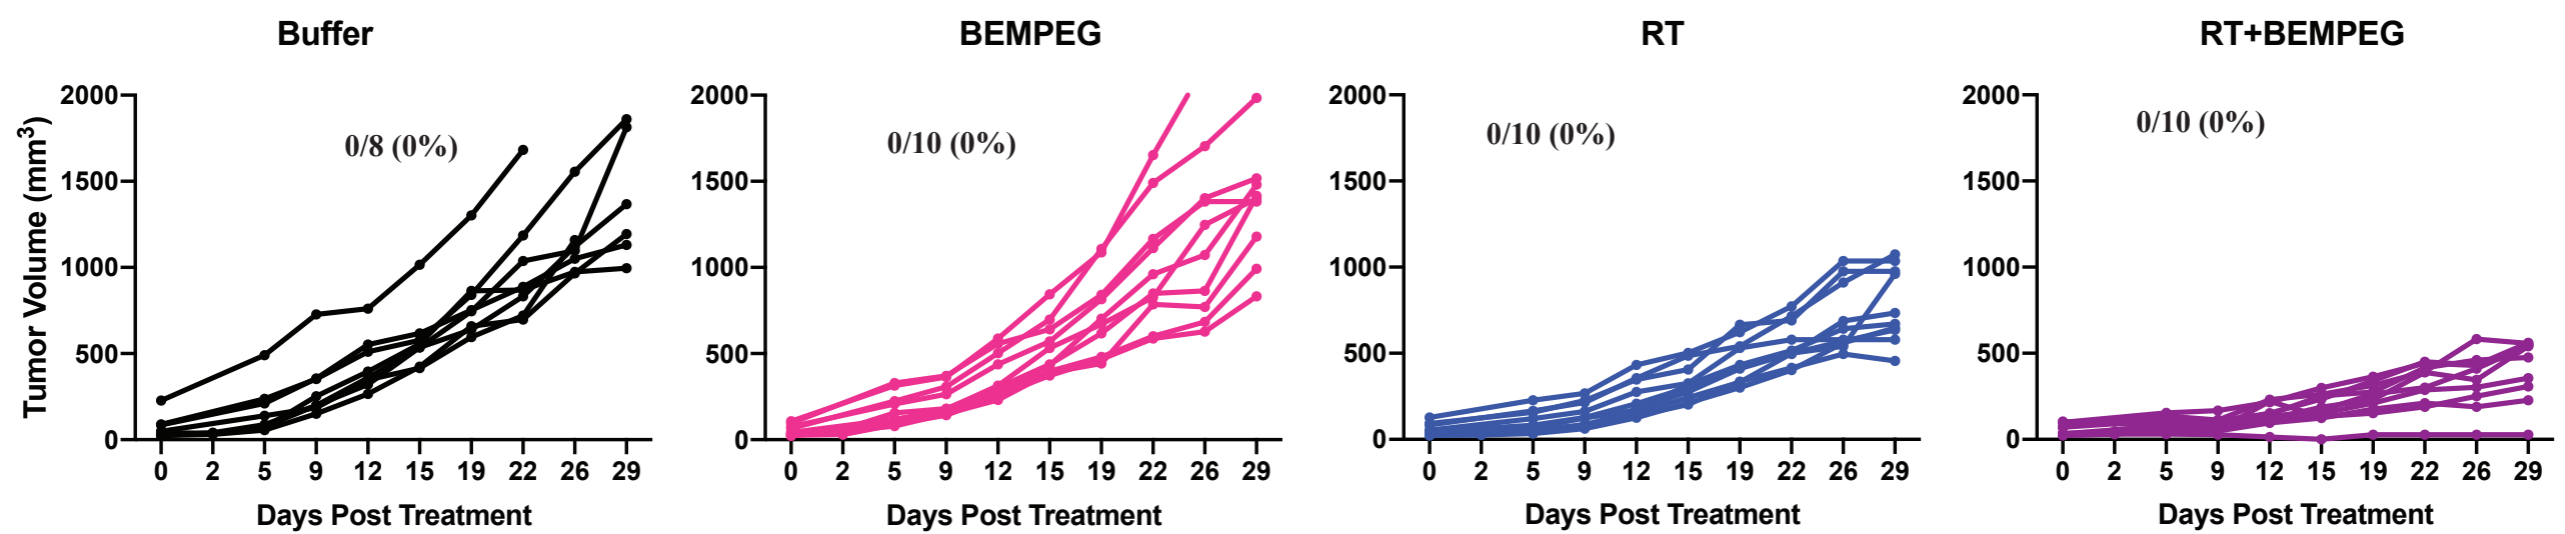 Buffer
BEMPEG
RT
RT+BEMPEG
Tumor Volume (mm³)
2000
1500
1000
500
0
0/8 (0%)
0 2 5 9 12 15 19 22 26 29
Days Post Treatment
2000
1500
1000
500
0
0/10 (0%)
0 2 5 9 12 15 19 22 26 29
Days Post Treatment
2000
1500
1000
500
0
0/10 (0%)
0 2 5 9 12 15 19 22 26 29
Days Post Treatment
2000
1500
1000
500
0
0/10 (0%)
0 2 5 9 12 15 19 22 26 29
Days Post Treatment